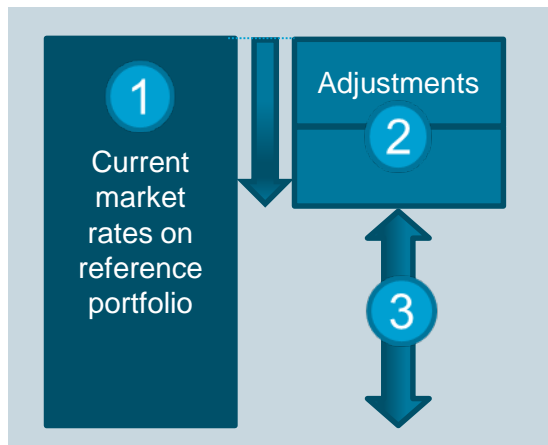 1
Current
market
rates on
reference
portfolio
Adjustments
2
3